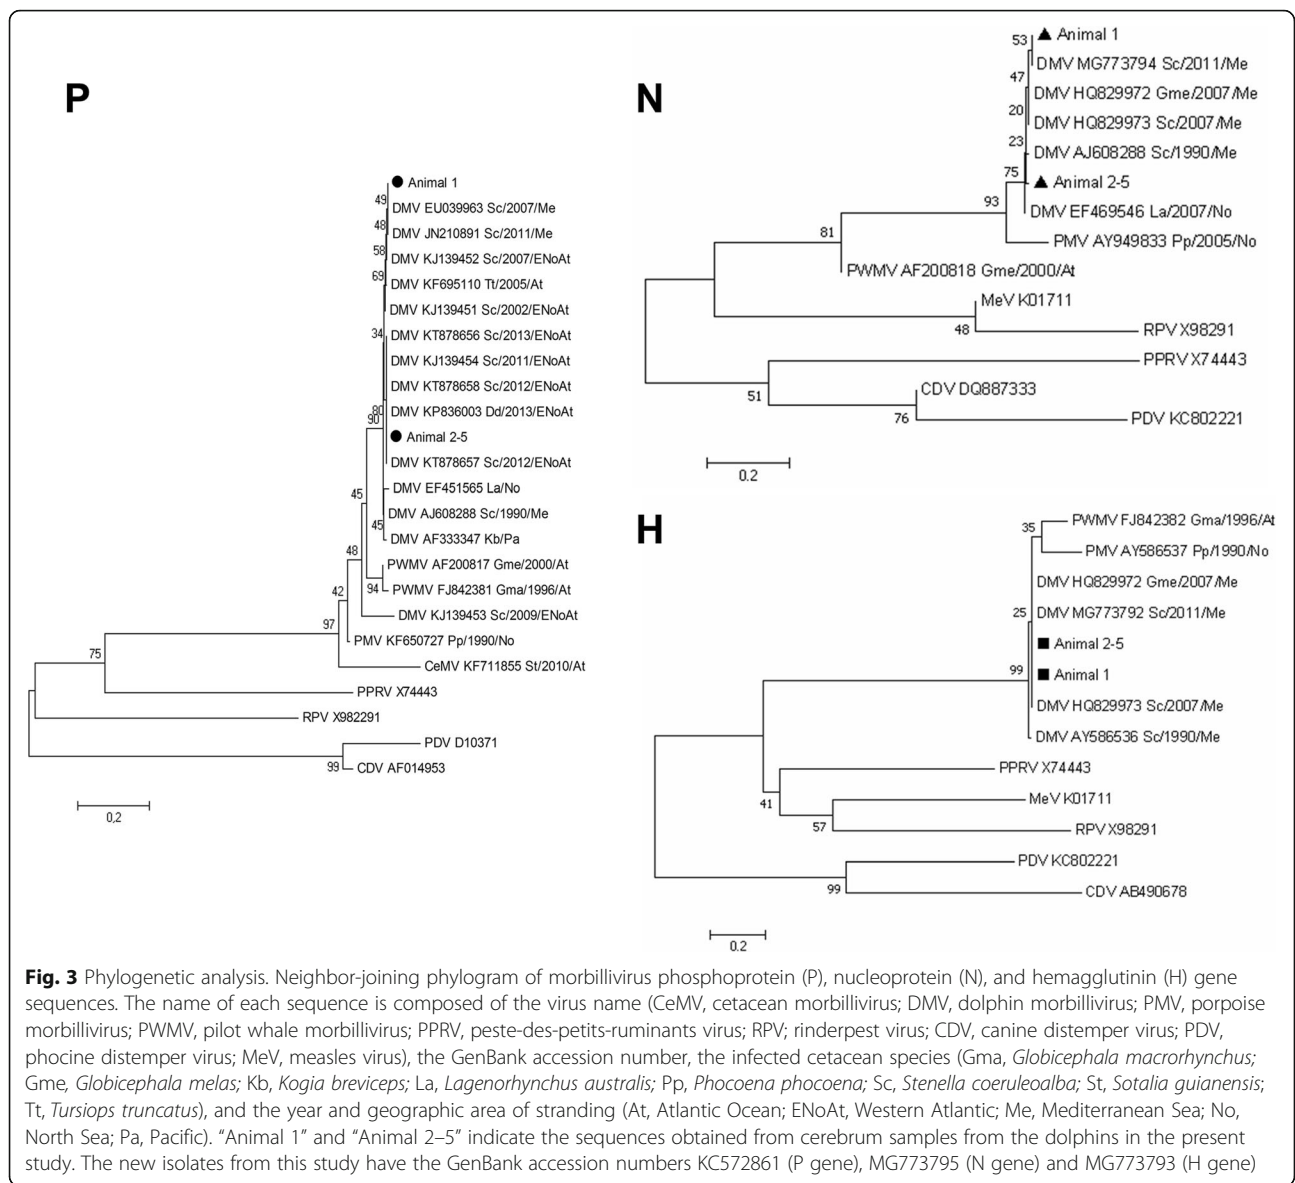 P
Animal 1
49
DMV EU039963 Sc/2007/Me
48
DMV JN210891 Sc/2011/Me
58
DMV KJ139452 Sc/2007/ENoAt
69
DMV KF695110 Tt/2005/At
DMV KJ139451 Sc/2002/ENoAt
34
DMV KT878656 Sc/2013/ENoAt
DMV KJ139454 Sc/2011/ENoAt
DMV KT878658 Sc/2012/ENoAt
80
DMV KP836003 Dd/2013/ENoAt
90
Animal 2-5
DMV KT878657 Sc/2012/ENoAt
DMV EF451565 La/No
45
DMV AJ608288 Sc/1990/Me
45
DMV AF333347 Kb/Pa
48
PWMV AF200817 Gme/2000/At
94
PWMV FJ842381 Gma/1996/At
42
DMV KJ139453 Sc/2009/ENoAt
97
PMV KF650727 Pp/1990/No
75
CeMV KF711855 St/2010/At
PPRV X74443
RPV X982291
PDV D10371
99
CDV AF014953
0,2
N
53
Animal 1
DMV MG773794 Sc/2011/Me
47
DMV HQ829972 Gme/2007/Me
20
DMV HQ829973 Sc/2007/Me
23
DMV AJ608288 Sc/1990/Me
75
Animal 2-5
93
DMV EF469546 La/2007/No
81
PMV AY949833 Pp/2005/No
PWMV AF200818 Gme/2000/At
MeV K01711
48
RPV X98291
PPRV X74443
51
CDV DQ887333
76
PDV KC802221
0.2
H
35
PWMV FJ842382 Gma/1996/At
PMV AY586537 Pp/1990/No
DMV HQ829972 Gme/2007/Me
25
DMV MG773792 Sc/2011/Me
Animal 2-5
99
Animal 1
DMV HQ829973 Sc/2007/Me
DMV AY586536 Sc/1990/Me
PPRV X74443
41
MeV K01711
57
RPV X98291
PDV KC802221
99
CDV AB490678
0.2
Fig. 3 Phylogenetic analysis. Neighbor-joining phylogram of morbillivirus phosphoprotein (P), nucleoprotein (N), and hemagglutinin (H) gene
sequences. The name of each sequence is composed of the virus name (CeMV, cetacean morbillivirus; DMV, dolphin morbillivirus; PMV, porpoise
morbillivirus; PWMV, pilot whale morbillivirus; PPRV, peste-des-petits-ruminants virus; RPV; rinderpest virus; CDV, canine distemper virus; PDV,
phocine distemper virus; MeV, measles virus), the GenBank accession number, the infected cetacean species (Gma, Globicephala macrorhynchus;
Gme, Globicephala melas; Kb, Kogia breviceps; La, Lagenorhynchus australis; Pp, Phocoena phocoena; Sc, Stenella coeruleoalba; St, Sotalia guianensis;
Tt, Tursiops truncatus), and the year and geographic area of stranding (At, Atlantic Ocean; ENoAt, Western Atlantic; Me, Mediterranean Sea; No,
North Sea; Pa, Pacific). “Animal 1” and “Animal 2–5” indicate the sequences obtained from cerebrum samples from the dolphins in the present
study. The new isolates from this study have the GenBank accession numbers KC572861 (P gene), MG773795 (N gene) and MG773793 (H gene)